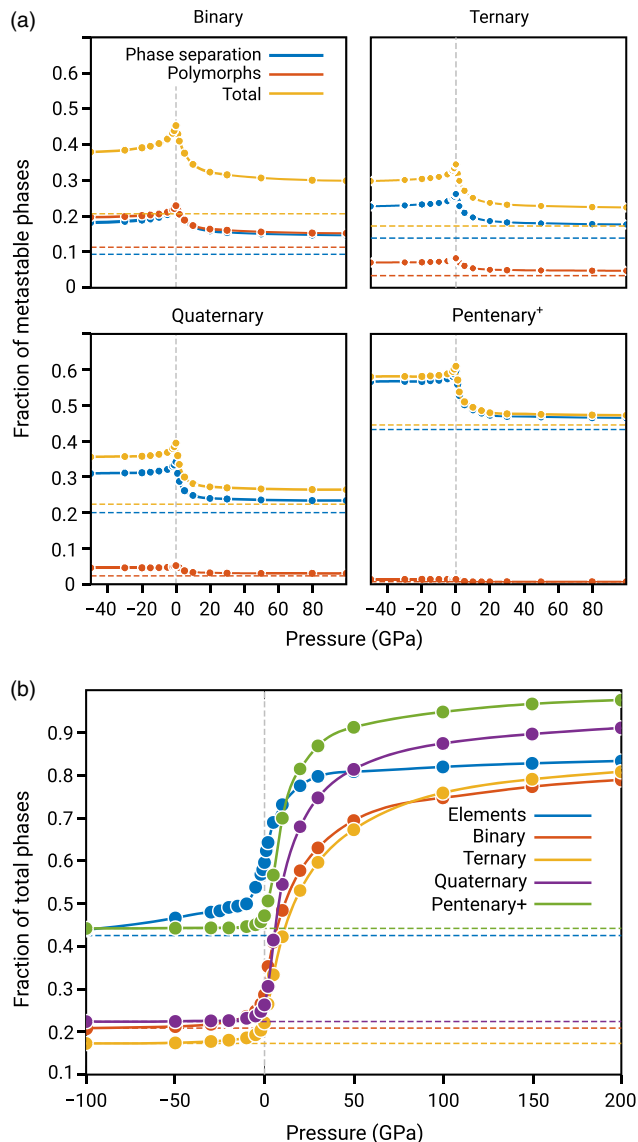 (a)
Binary
Ternary
Phase separation
Polymorphs
Total
0.6
0.5
0.4
0.3
0.2
0.1
0
Fraction of metastable phases
Quaternary
Pentenary+
0.6
0.5
0.4
0.3
0.2
0.1
0
−40 −20 0 20 40 60 80
−40 −20 0 20 40 60 80
Pressure (GPa)
(b)
0.9
0.8
0.7
0.6
0.5
0.4
0.3
0.2
0.1
Fraction of total phases
Elements
Binary
Ternary
Quaternary
Pentenary+
−100 −50 0 50 100 150 200
Pressure (GPa)